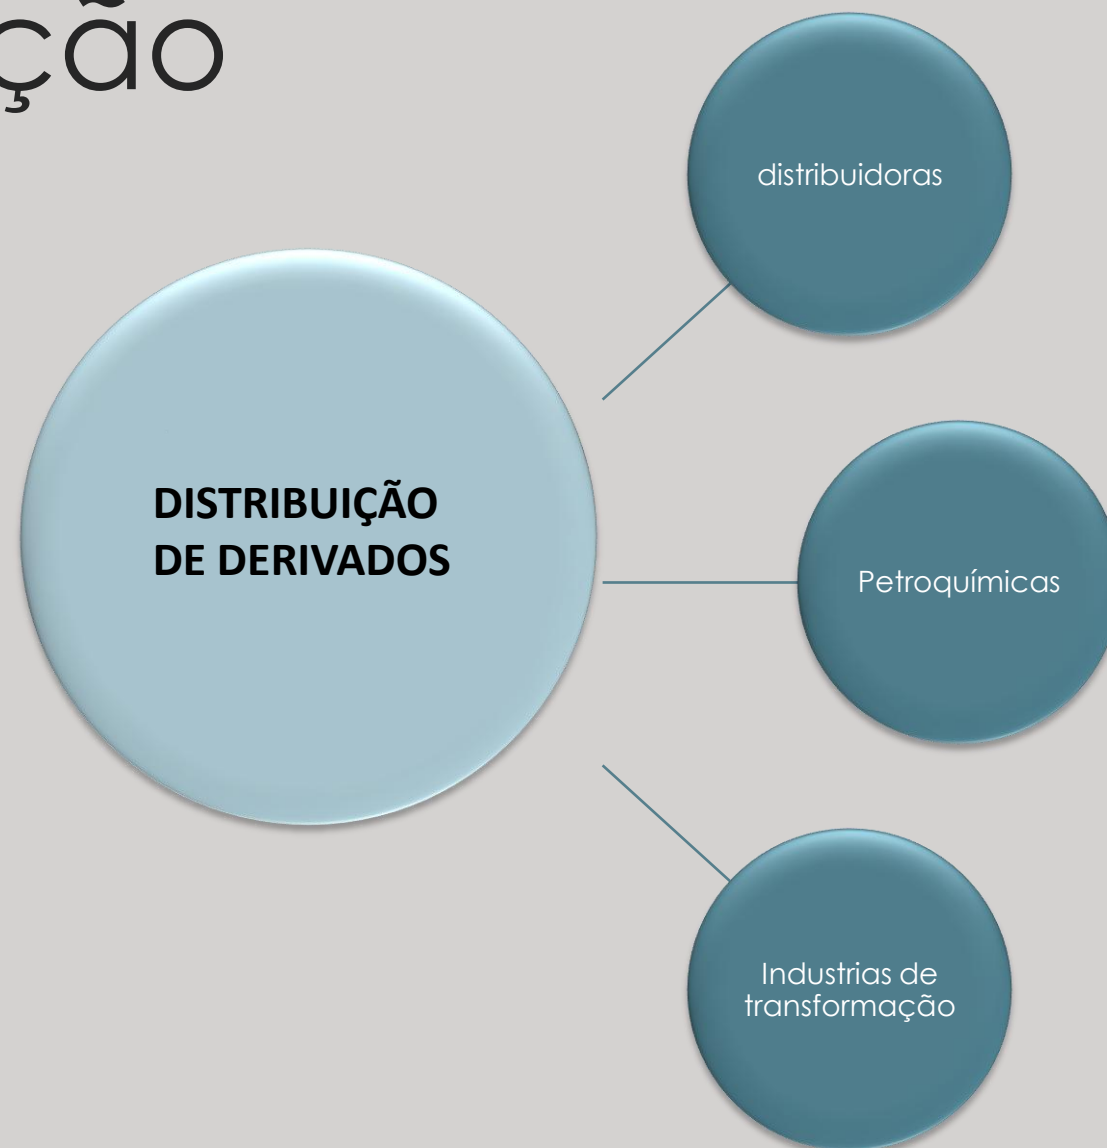 ção
distribuidoras
DISTRIBUIÇÃO
DE DERIVADOS
Petroquímicas
Industrias de
transformação